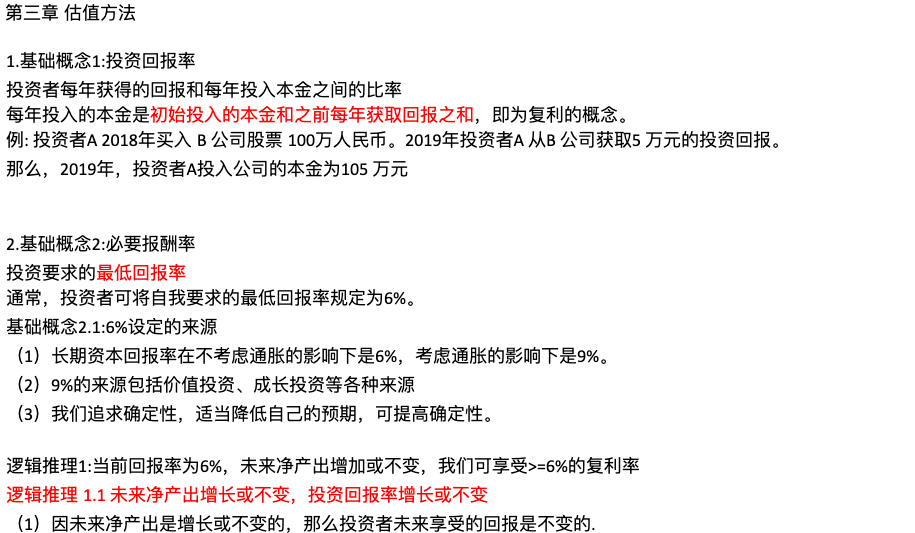 第三章 估值方法
1.基础概念1:投资回报率
投资者每年获得的回报和每年投入本金之间的比率
每年投入的本金是初始投入的本金和之前每年获取回报之和，即为复利的概念。
例: 投资者A 2018年买入 B 公司股票 100万人民币。2019年投资者A 从B 公司获取5 万元的投资回报。
那么，2019年，投资者A投入公司的本金为105 万元
2.基础概念2:必要报酬率
投资要求的最低回报率
通常，投资者可将自我要求的最低回报率规定为6%。
基础概念2.1:6%设定的来源
（1）长期资本回报率在不考虑通胀的影响下是6%，考虑通胀的影响下是9%。
（2）9%的来源包括价值投资、成长投资等各种来源
（3）我们追求确定性，适当降低自己的预期，可提高确定性。
逻辑推理1:当前回报率为6%，未来净产出增加或不变，我们可享受>=6%的复利率
逻辑推理 1.1 未来净产出增长或不变，投资回报率增长或不变
（1）因未来净产出是增长或不变的，那么投资者未来享受的回报是不变的.